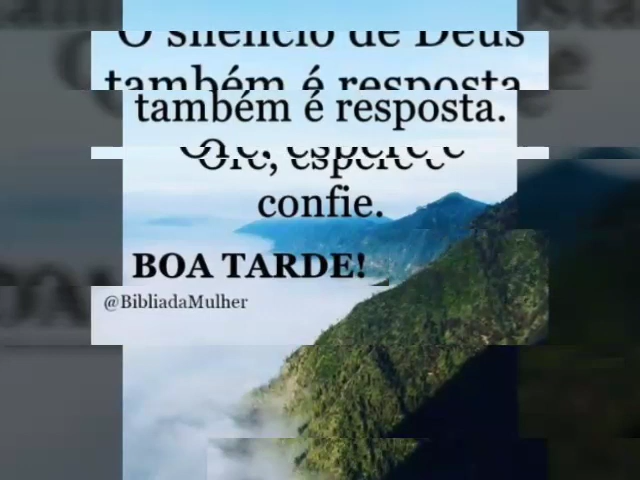 O silêncio de Deus
também é resposta.
também é resposta.
Ore, espere e
confie.
BOA TARDE!
@BibliadaMulher